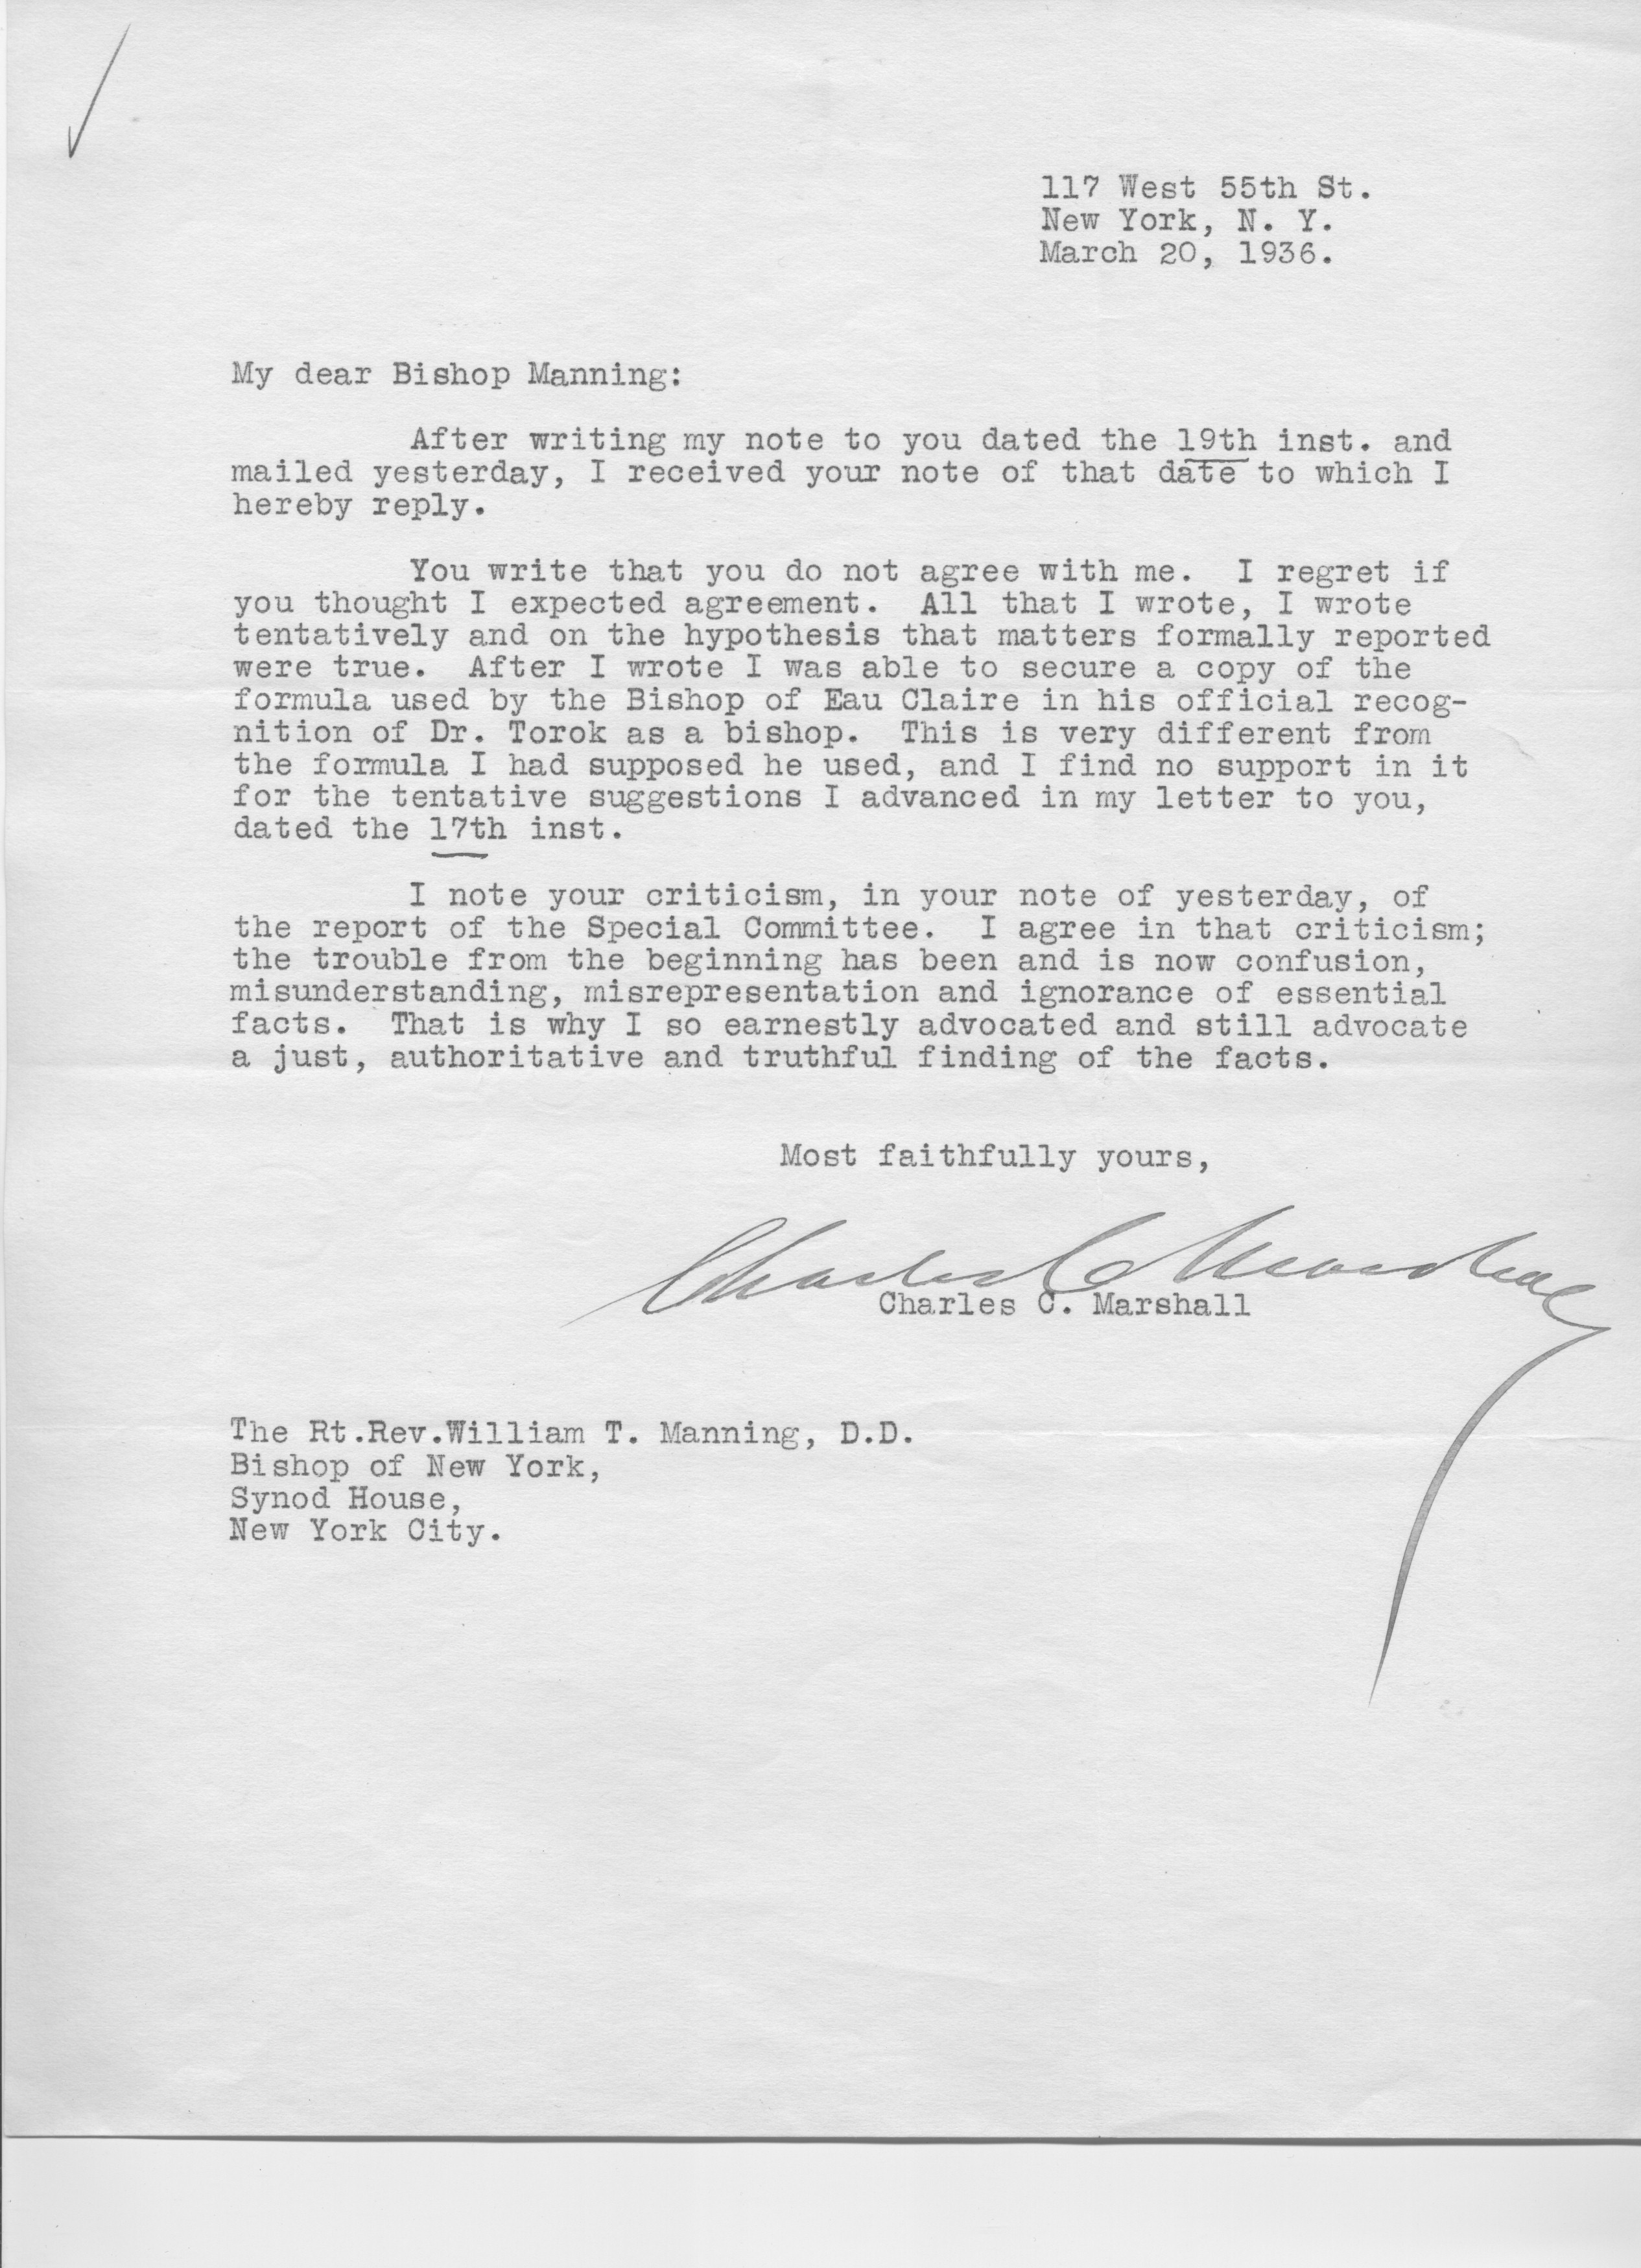 117 West 55th St.
New York, N. Y.
March 20, 1936.
My dear Bishop Manning:
After writing my note to you dated the 19th inst. and
mailed yesterday, I received your note of that date to which I
hereby reply.
You write that you do not agree with me. I regret if
you thought I expected agreement. All that I wrote, I wrote
tentatively and on the hypothesis that matters formally reported
were true. After I wrote I was able to secure a copy of the
formula used by the Bishop of Eau Claire in his official recog-
nition of Dr. Torok as a bishop. This is very different from
the formula I had supposed he used, and I find no support in it
for the tentative suggestions I advanced in my letter to you,
dated the 17th inst.
I note your criticism, in your note of yesterday, of
the report of the Special Committee. I agree in that criticism;
the trouble from the beginning has been and is now confusion,
misunderstanding, misrepresentation and ignorance of essential
facts. That is why I so earnestly advocated and still advocate
a just, authoritative and truthful finding of the facts.
Most faithfully yours,
Charles C Marshall
Charles C. Marshall
The Rt.Rev.William T. Manning, D.D.
Bishop of New York,
Synod House,
New York City.